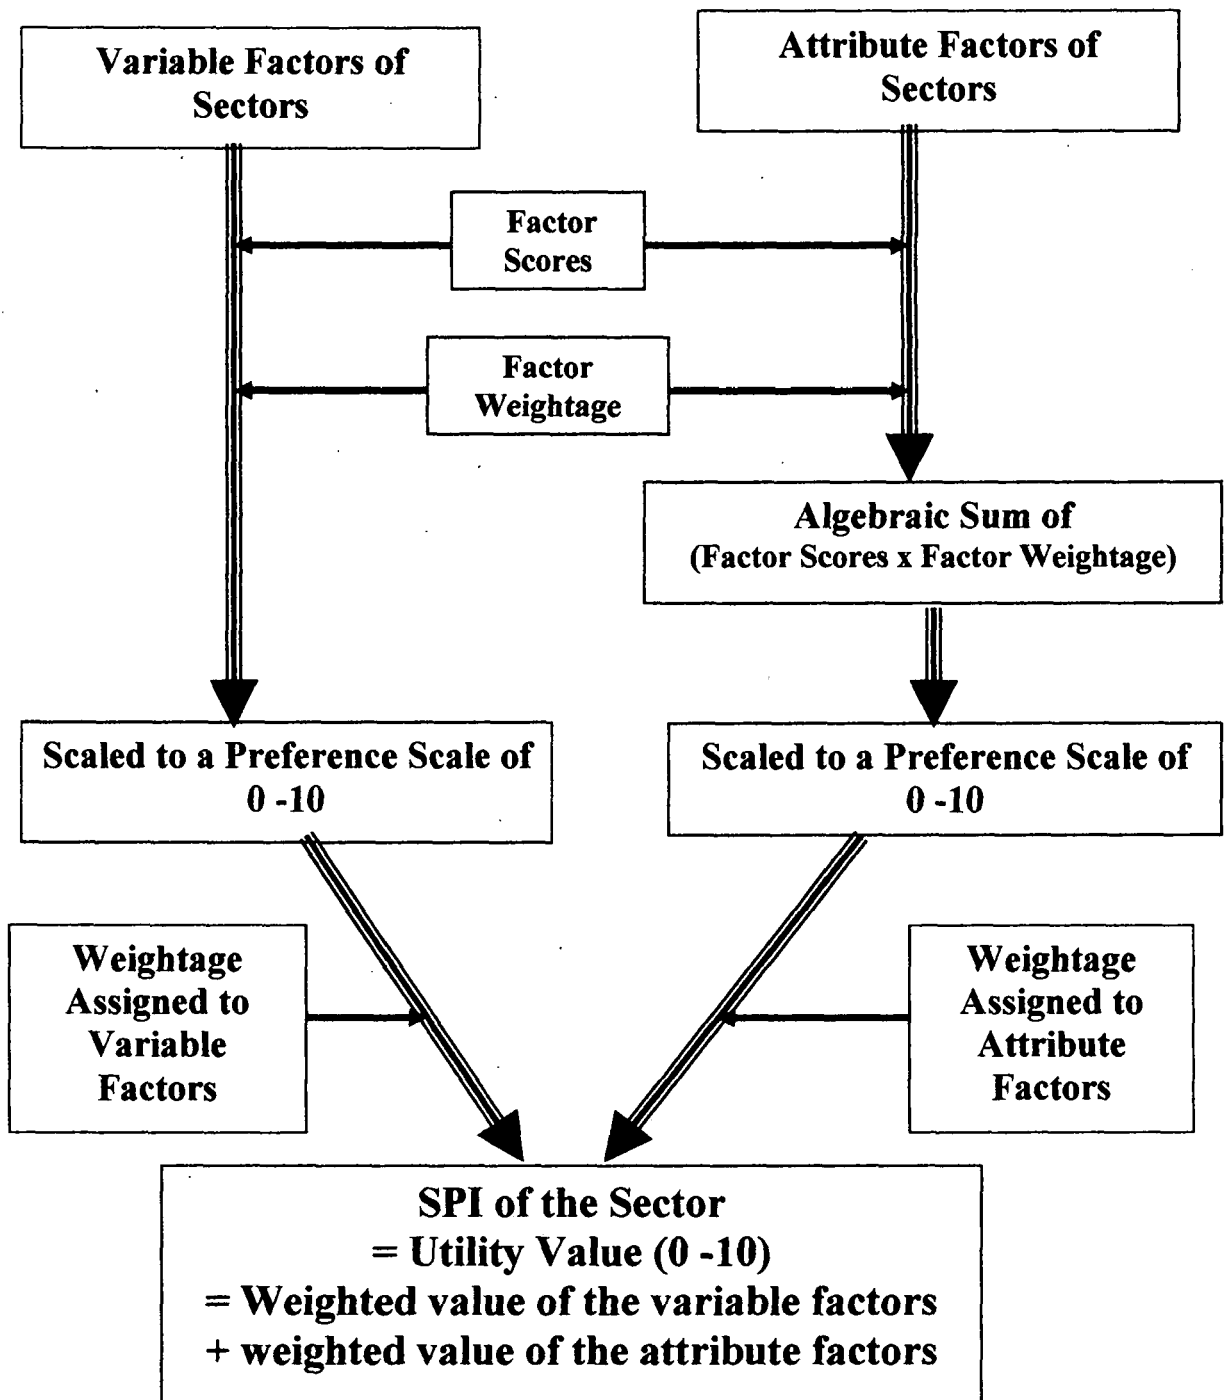 Variable Factors of
Sectors
Attribute Factors of
Sectors
Factor
Scores
Factor
Weightage
Algebraic Sum of
(Factor Scores x Factor Weightage)
Scaled to a Preference Scale of
0 -10
Scaled to a Preference Scale of
0 -10
Weightage
Assigned to
Variable
Factors
Weightage
Assigned to
Attribute
Factors
SPI of the Sector
= Utility Value (0 -10)
= Weighted value of the variable factors
+ weighted value of the attribute factors